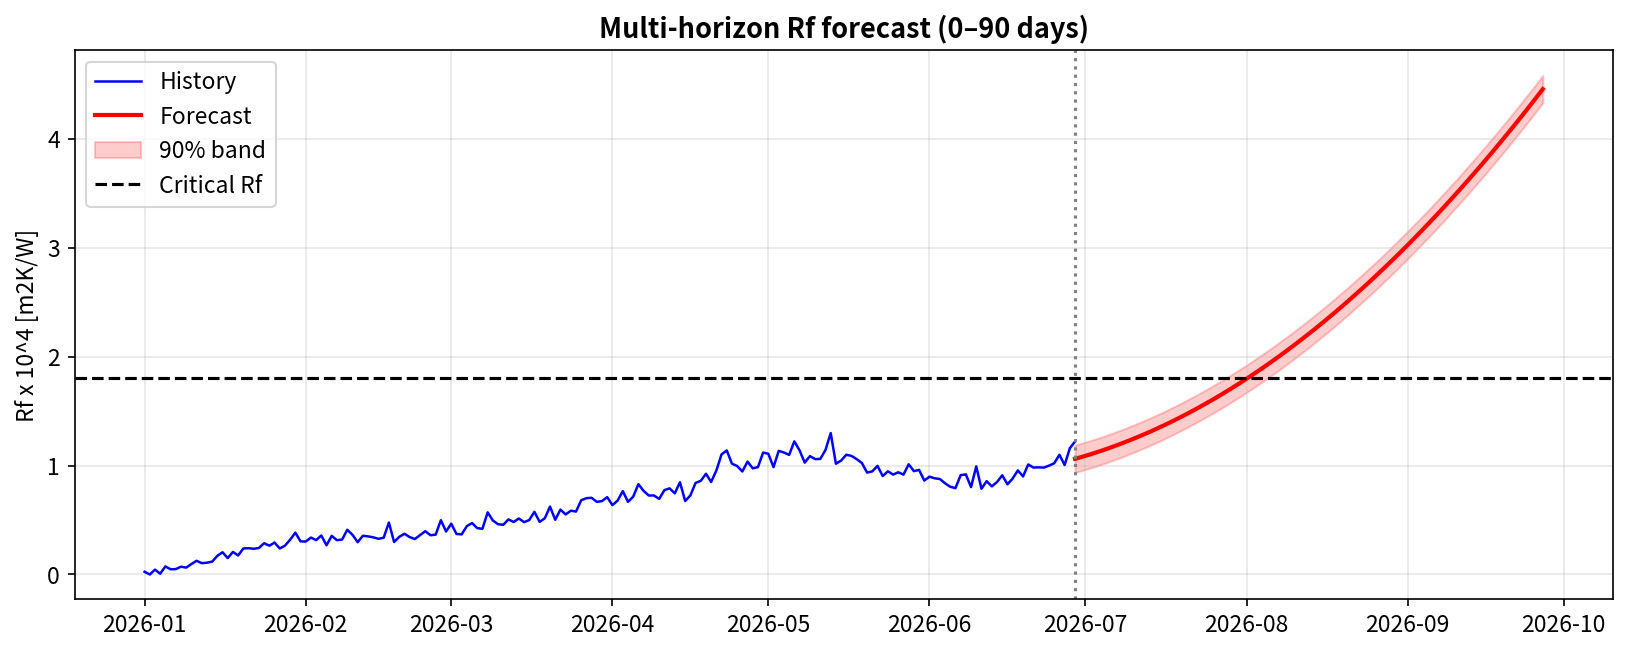 Multi-horizon Rf forecast (0–90 days)
History
Forecast
90% band
Critical Rf
Rf x 10^4 [m2K/W]
4
3
2
1
0
2026-01 2026-02 2026-03 2026-04 2026-05 2026-06 2026-07 2026-08 2026-09 2026-10